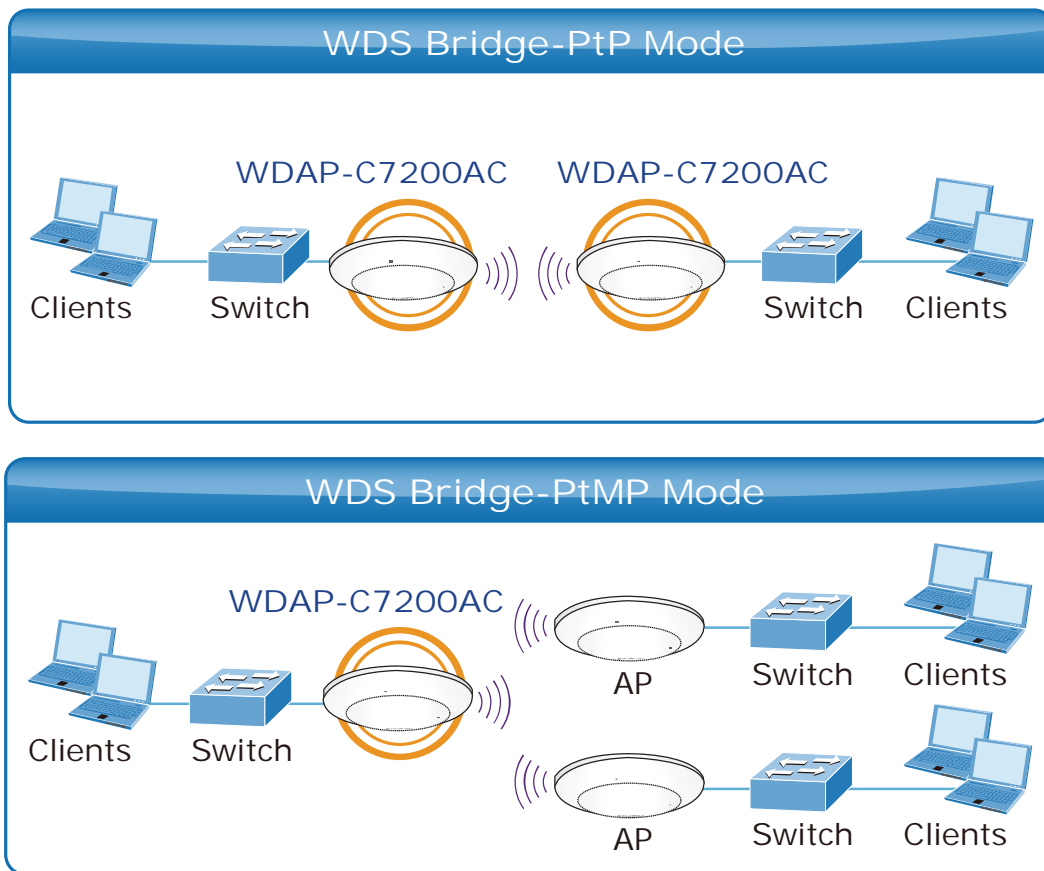 WDS Bridge-PtP Mode
WDAP-C7200AC WDAP-C7200AC
Clients Switch Switch Clients
WDS Bridge-PtMP Mode
WDAP-C7200AC
AP Switch Clients
Clients Switch
AP Switch Clients